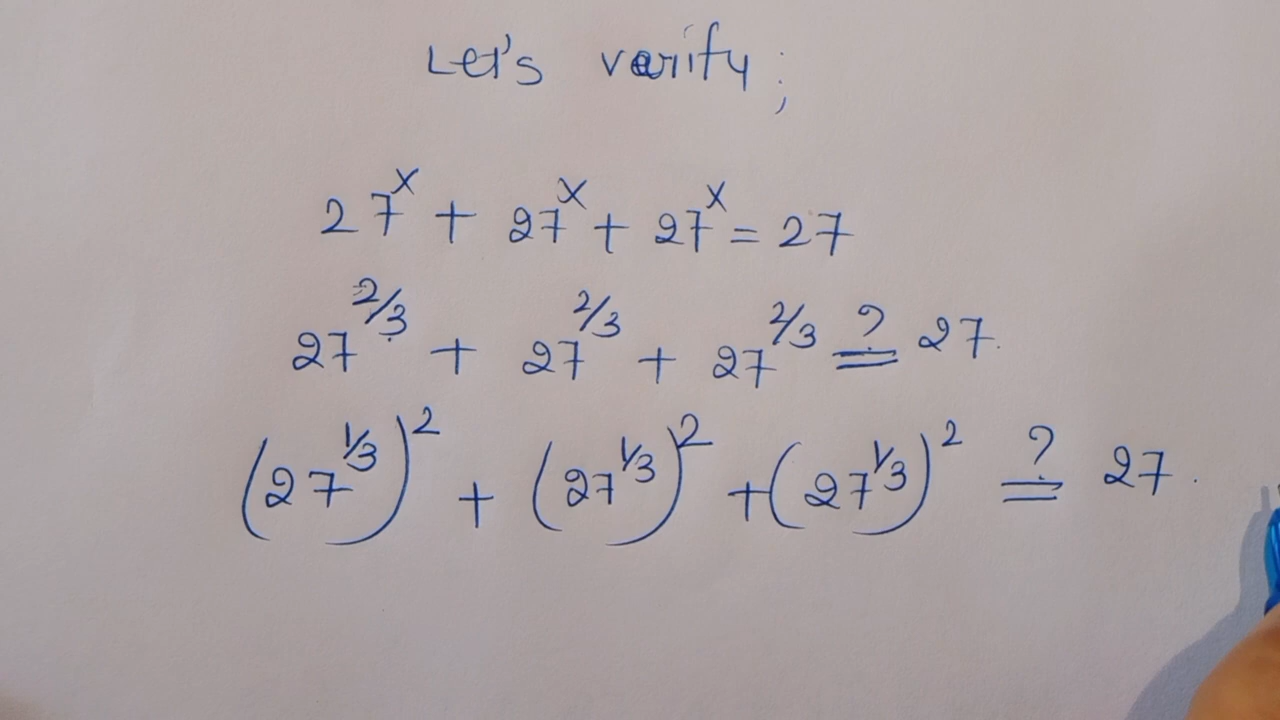 Let's verify;
27^x + 27^x + 27^x = 27
27^{2/3} + 27^{2/3} + 27^{2/3} =^? 27.
(27^{1/3})^2 + (27^{1/3})^2 + (27^{1/3})^2 =^? 27.